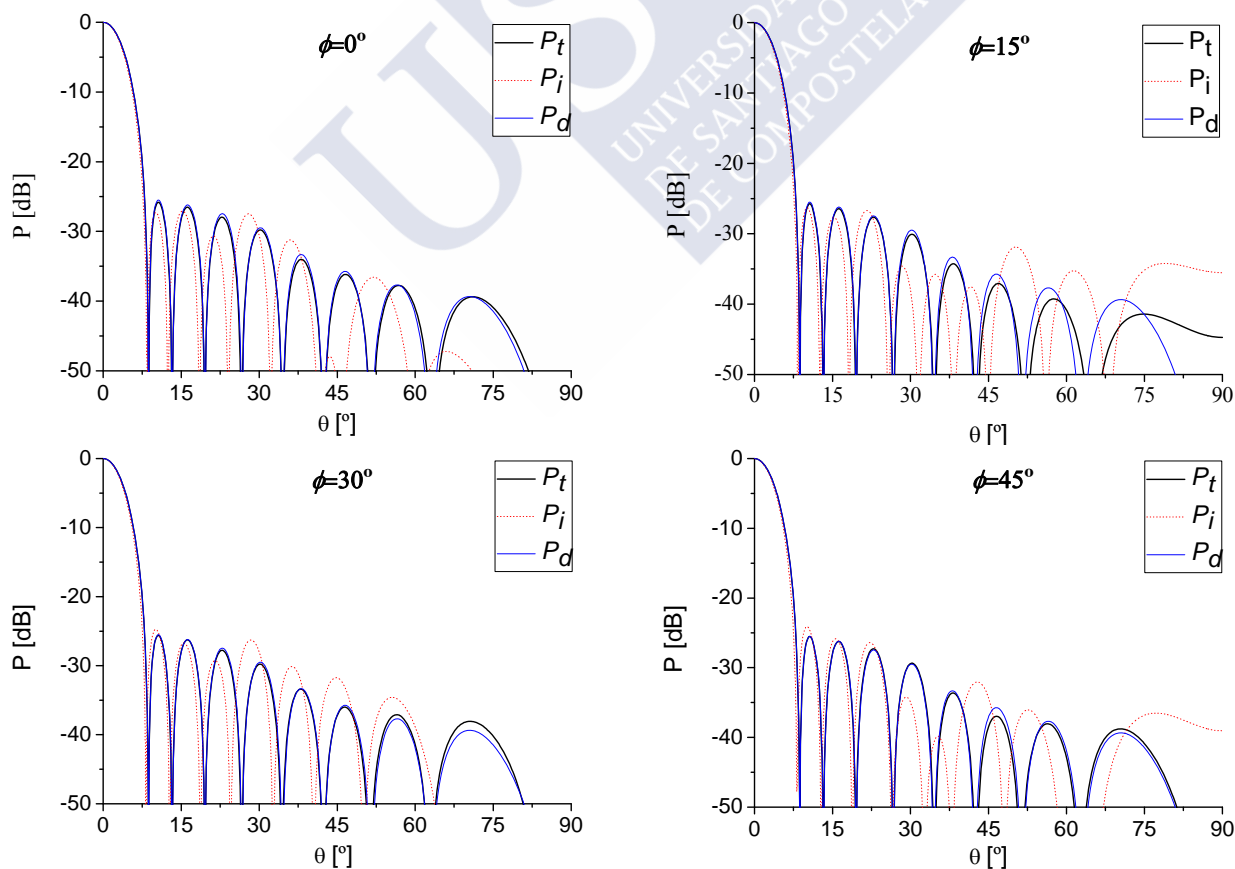 ϕ=0º
P_t
P_i
P_d
0
-10
-20
-30
-40
-50
P [dB]
0 15 30 45 60 75 90
θ [º]
ϕ=15º
P_t
P_i
P_d
0
-10
-20
-30
-40
-50
P [dB]
0 15 30 45 60 75 90
θ [º]
UNIVERSIDA
DE SANTIAGO
DE COMPOSTELA
ϕ=30º
P_t
P_i
P_d
0
-10
-20
-30
-40
-50
P [dB]
0 15 30 45 60 75 90
θ [º]
ϕ=45º
P_t
P_i
P_d
0
-10
-20
-30
-40
-50
P [dB]
0 15 30 45 60 75 90
θ [º]